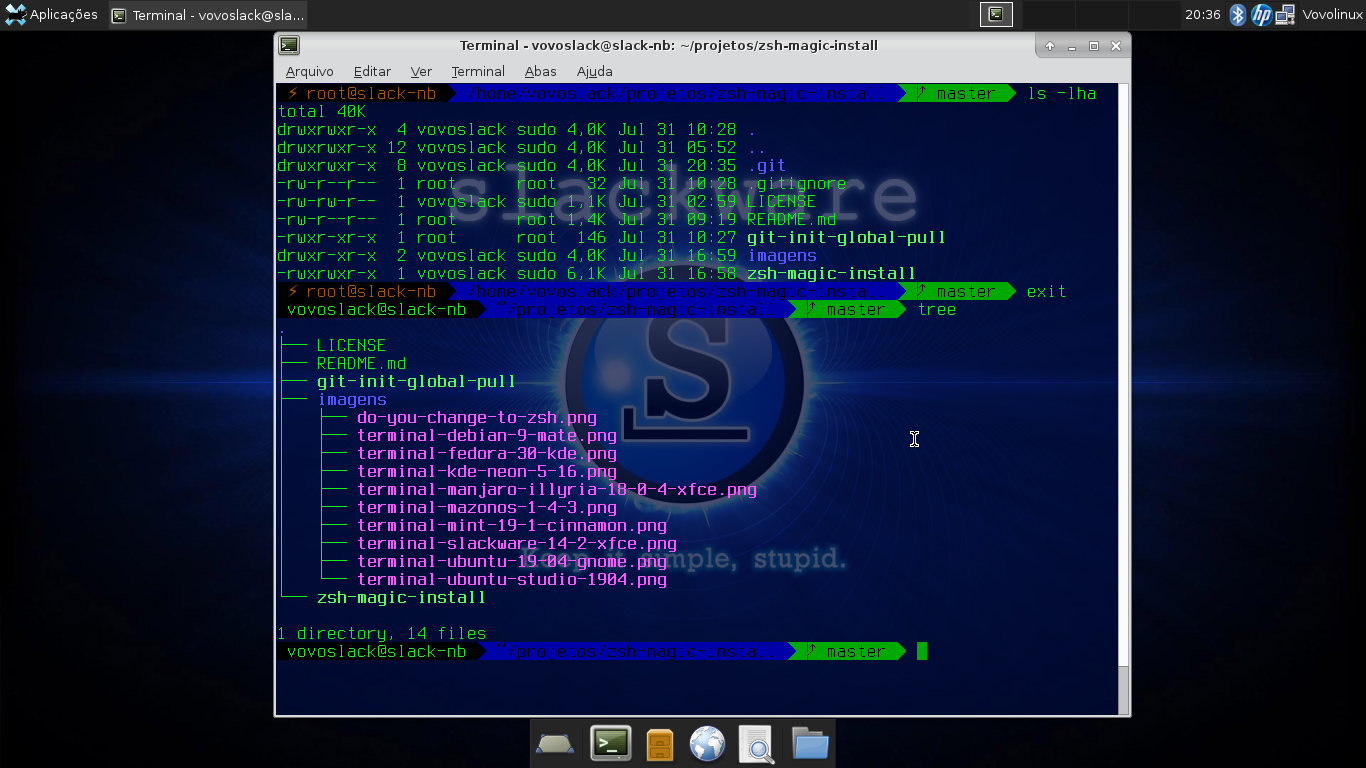 Aplicações
Terminal - vovoslack@sla...
20:36
hp
Vovolinux
Terminal - vovoslack@slack-nb: ~/projetos/zsh-magic-install
Arquivo Editar Ver Terminal Abas Ajuda
⚡ root@slack-nb /home/vovoslack/projetos/zsh-magic-install master ls -lha
total 40K
drwxrwxr-x 4 vovoslack sudo 4,0K Jul 31 10:28 .
drwxrwxr-x 12 vovoslack sudo 4,0K Jul 31 05:52 ..
drwxrwxr-x 8 vovoslack sudo 4,0K Jul 31 20:35 .git
-rw-r--r-- 1 root root 32 Jul 31 10:28 .gitignore
-rw-rw-r-- 1 vovoslack sudo 1,1K Jul 31 02:59 LICENSE
-rw-r--r-- 1 root root 1,4K Jul 31 09:19 README.md
-rwxr-xr-x 1 root root 146 Jul 31 10:27 git-init-global-pull
drwxr-xr-x 2 vovoslack sudo 4,0K Jul 31 16:59 imagens
-rwxrwxr-x 1 vovoslack sudo 6,1K Jul 31 16:58 zsh-magic-install
⚡ root@slack-nb /home/vovoslack/projetos/zsh-magic-install master exit
vovoslack@slack-nb ~/projetos/zsh-magic-install master tree
.
├── LICENSE
├── README.md
├── git-init-global-pull
├── imagens
│   ├── do-you-change-to-zsh.png
│   ├── terminal-debian-9-mate.png
│   ├── terminal-fedora-30-kde.png
│   ├── terminal-kde-neon-5-16.png
│   ├── terminal-manjaro-illyria-18-0-4-xfce.png
│   ├── terminal-mazonos-1-4-3.png
│   ├── terminal-mint-19-1-cinnamon.png
│   ├── terminal-slackware-14-2-xfce.png
│   ├── terminal-ubuntu-19-04-gnome.png
│   └── terminal-ubuntu-studio-1904.png
└── zsh-magic-install
1 directory, 14 files
vovoslack@slack-nb ~/projetos/zsh-magic-install master
slackware
S
Keep it simple, stupid.